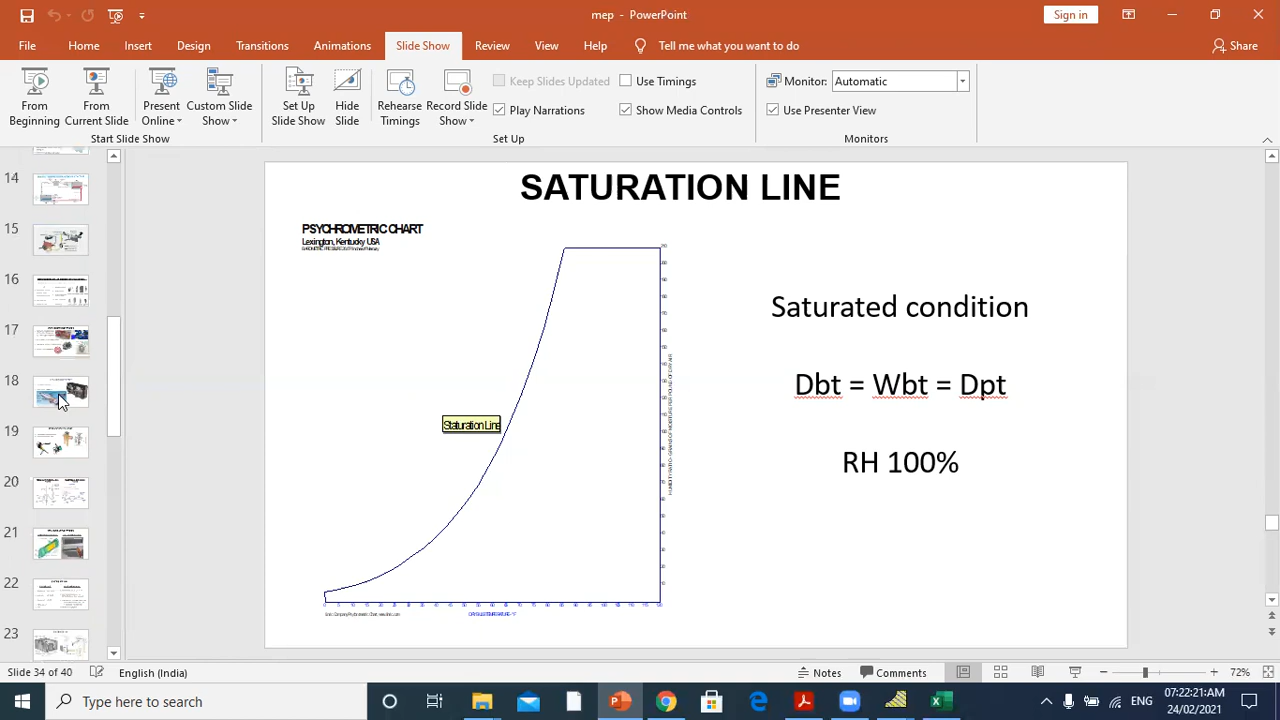 mep - PowerPoint
Sign in
File Home Insert Design Transitions Animations Slide Show Review View Help Tell me what you want to do Share
From Beginning
From Current Slide
Present Online
Custom Slide Show
Set Up Slide Show
Hide Slide
Rehearse Timings
Record Slide Show
Keep Slides Updated
Use Timings
Play Narrations
Show Media Controls
Monitor: Automatic
Use Presenter View
Start Slide Show
Set Up
Monitors
14
15
16
17
18
19
20
21
22
23
SATURATION LINE
PSYCHROMETRIC CHART
Lexington, Kentucky USA
Staturation Line
Saturated condition
Dbt = Wbt = Dpt
RH 100%
Slide 34 of 40
English (India)
Notes
Comments
72%
Type here to search
ENG
07:22:21 AM
24/02/2021